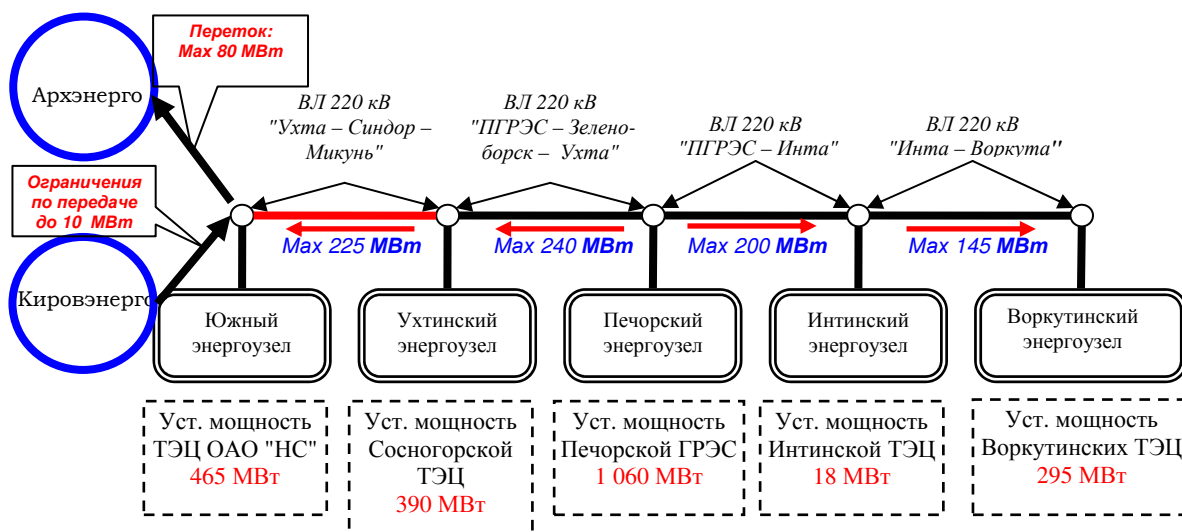 Переток:
Max 80 МВт
Архэнерго
ВЛ 220 кВ
"Ухта – Синдор –
Микунь"
ВЛ 220 кВ
"ПГРЭС – Зелено-
борск – Ухта"
ВЛ 220 кВ
"ПГРЭС – Инта"
ВЛ 220 кВ
"Инта – Воркута"
Ограничения
по передаче
до 10 МВт
Max 225 МВт
Max 240 МВт
Max 200 МВт
Max 145 МВт
Кировэнерго
Южный
энергоузел
Ухтинский
энергоузел
Печорский
энергоузел
Интинский
энергоузел
Воркутинский
энергоузел
Уст. мощность
ТЭЦ ОАО "НС"
465 МВт
Уст. мощность
Сосногорской
ТЭЦ
390 МВт
Уст. мощность
Печорской ГРЭС
1 060 МВт
Уст. мощность
Интинской ТЭЦ
18 МВт
Уст. мощность
Воркутинских ТЭЦ
295 МВт